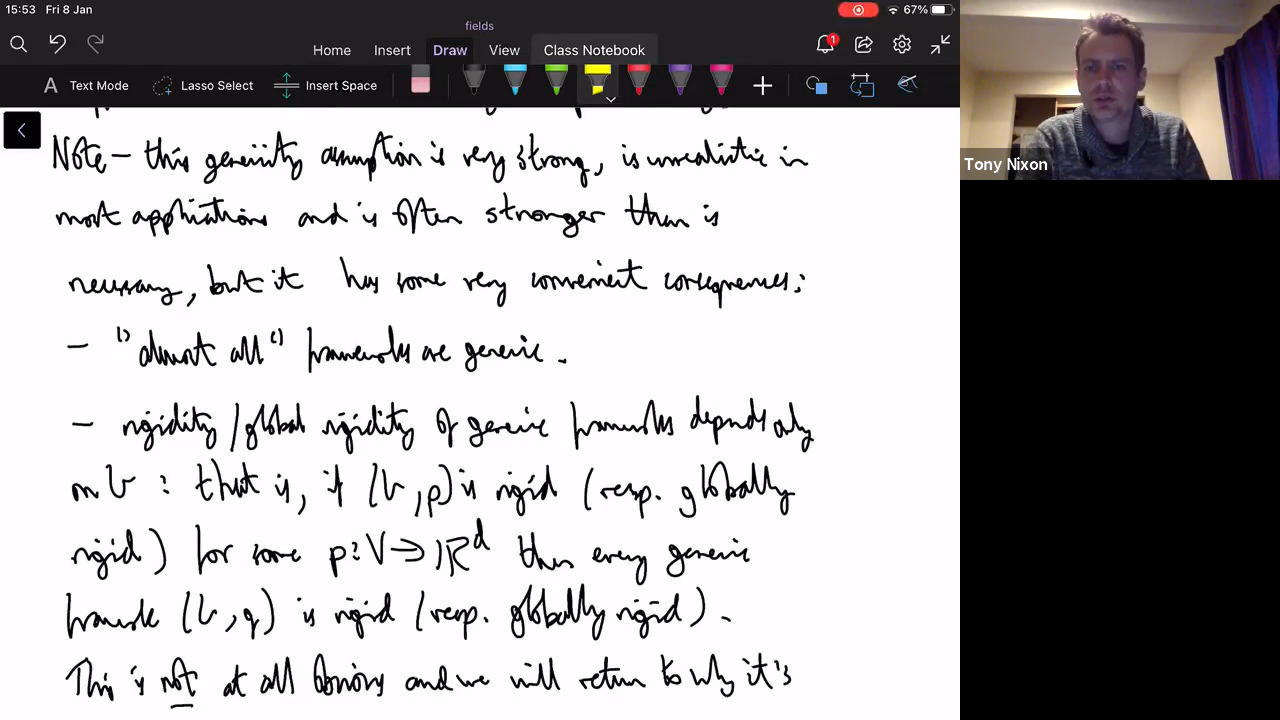 15:53 Fri 8 Jan
67%
fields
Home Insert Draw View Class Notebook
1
Text Mode Lasso Select Insert Space
Tony Nixon
Note – this genericity assumption is very strong, is unrealistic in
most applications and is often stronger than is
necessary, but it has some very convenient consequences:
– "almost all" frameworks are generic.
– rigidity/global rigidity of generic frameworks depends only
on G : that is, if (G,p) is rigid (resp. globally
rigid) for some p:V→ℝᵈ then every generic
framework (G,q) is rigid (resp. globally rigid).
This is not at all obvious and we will return to why it's